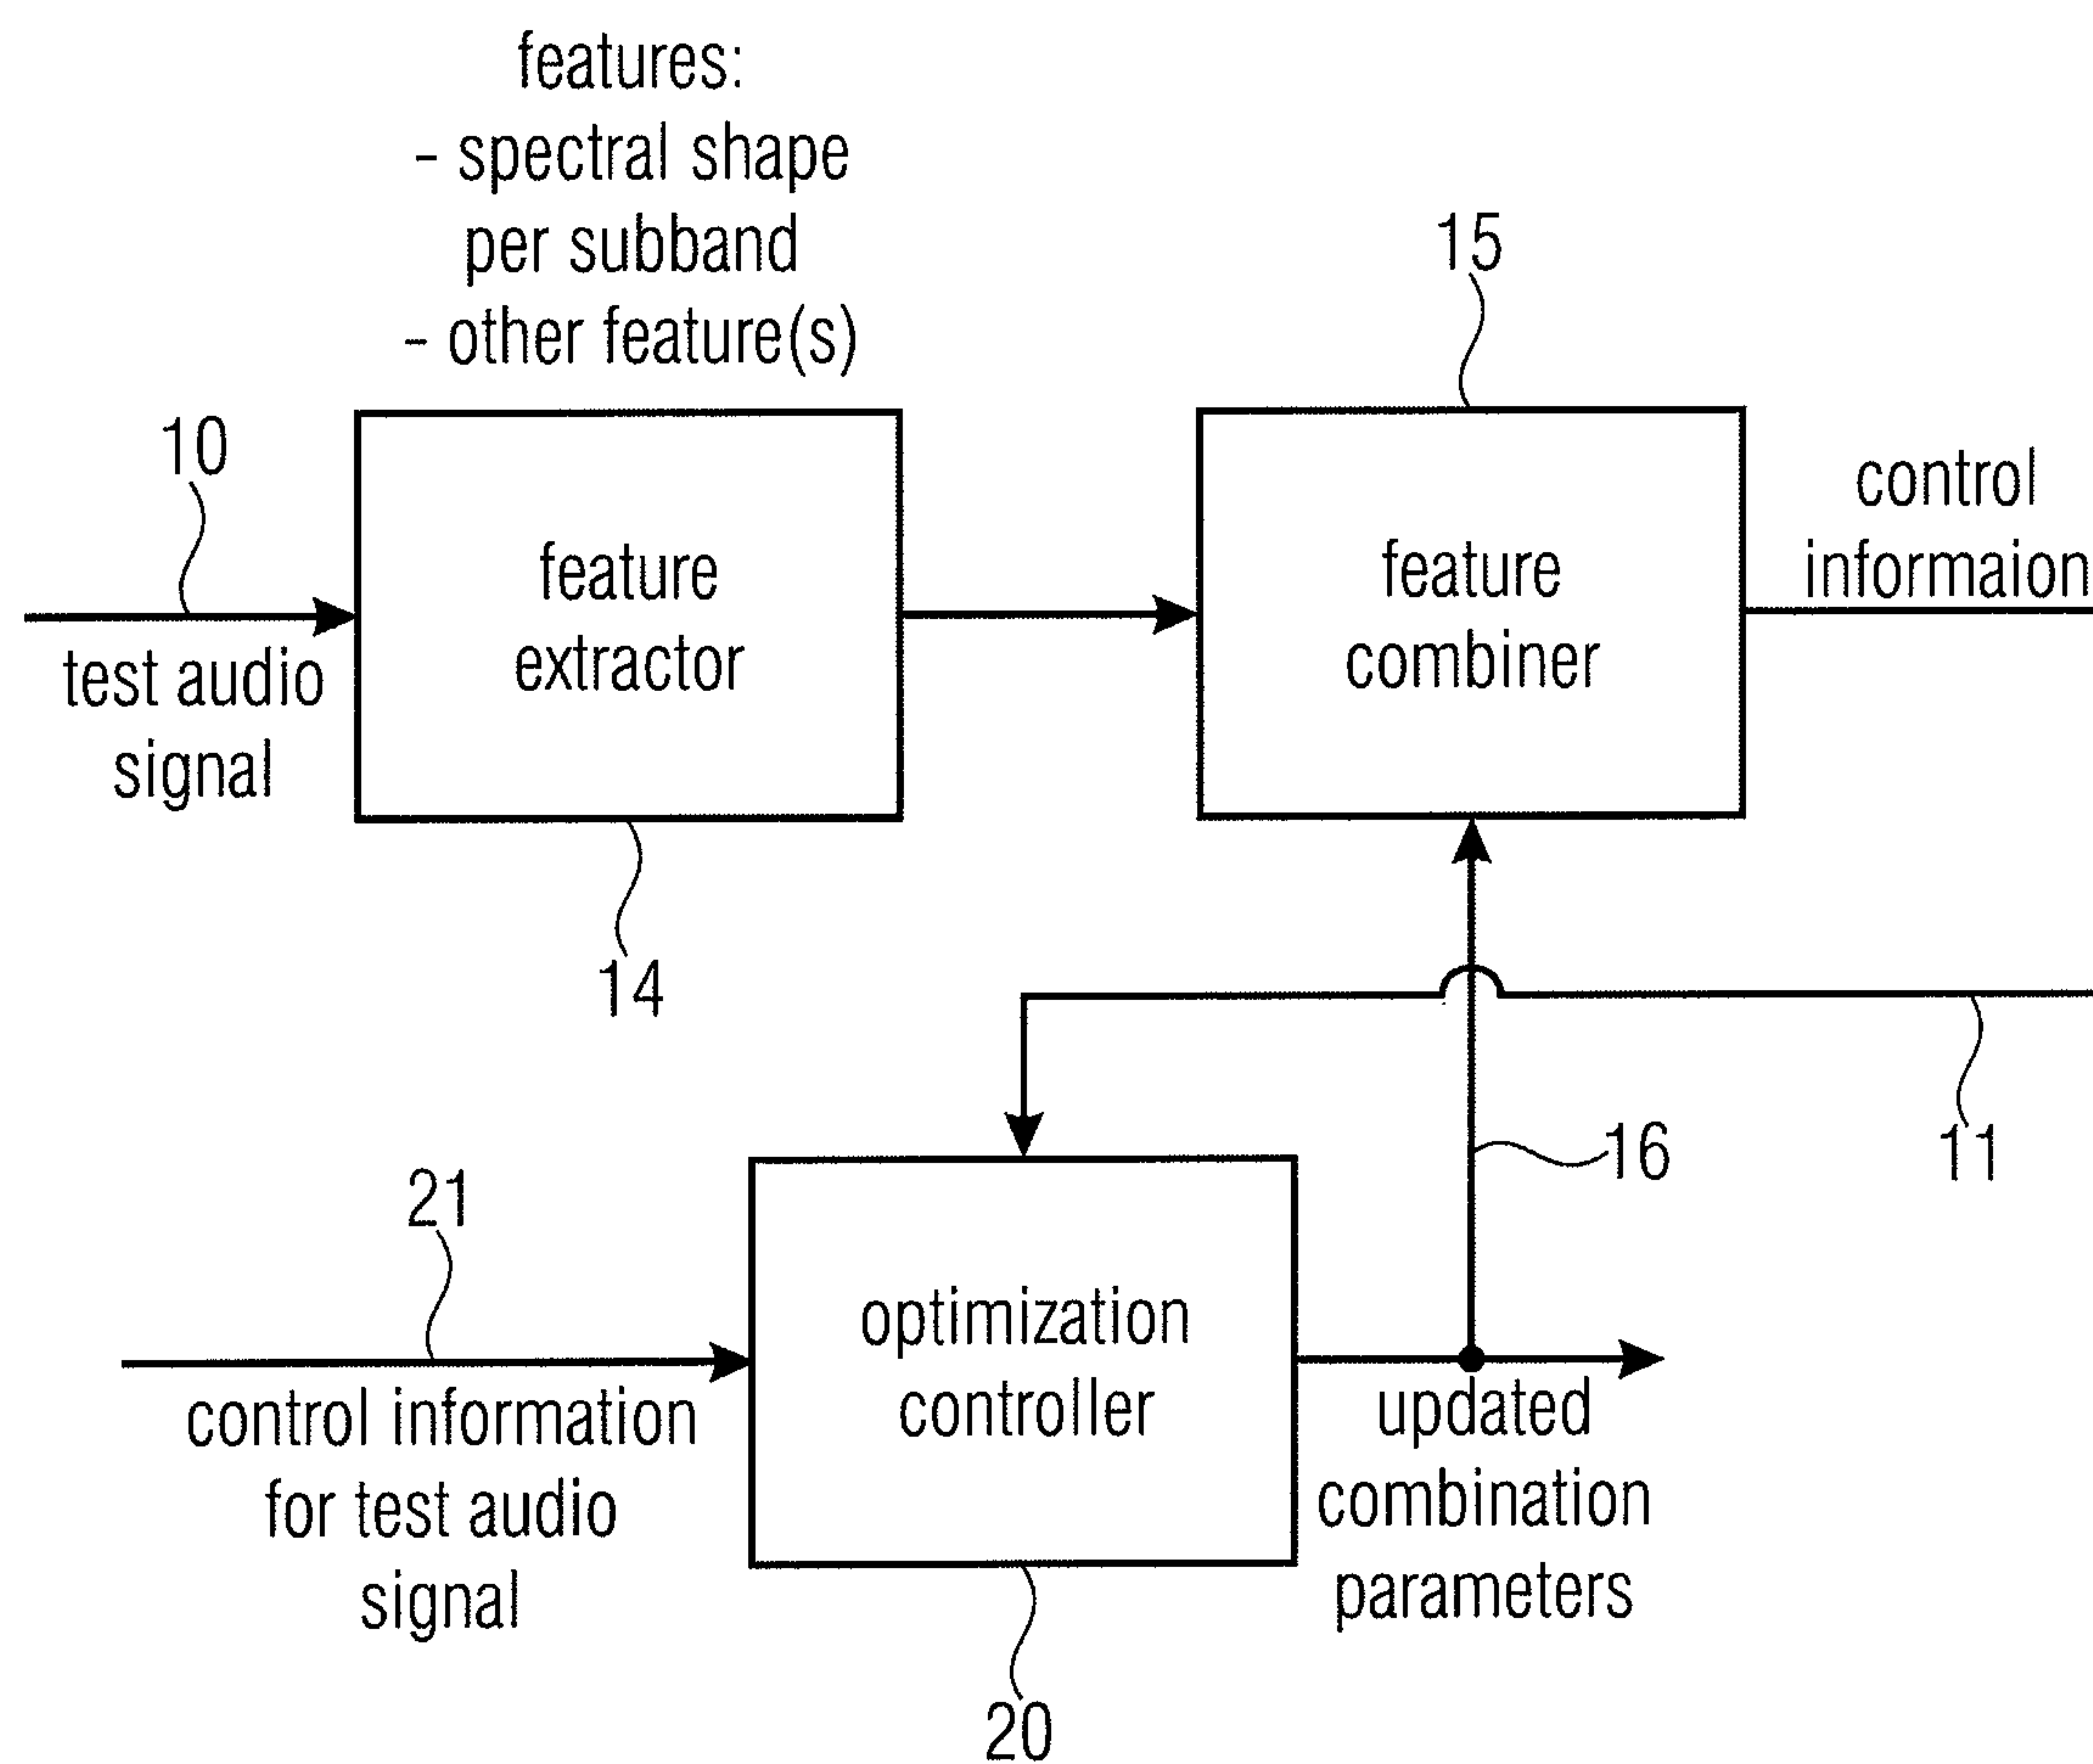 features:
- spectral shape
per subband
- other feature(s)
10
test audio
signal
feature
extractor
14
15
feature
combiner
control
informaion
11
16
21
control information
for test audio
signal
optimization
controller
20
updated
combination
parameters